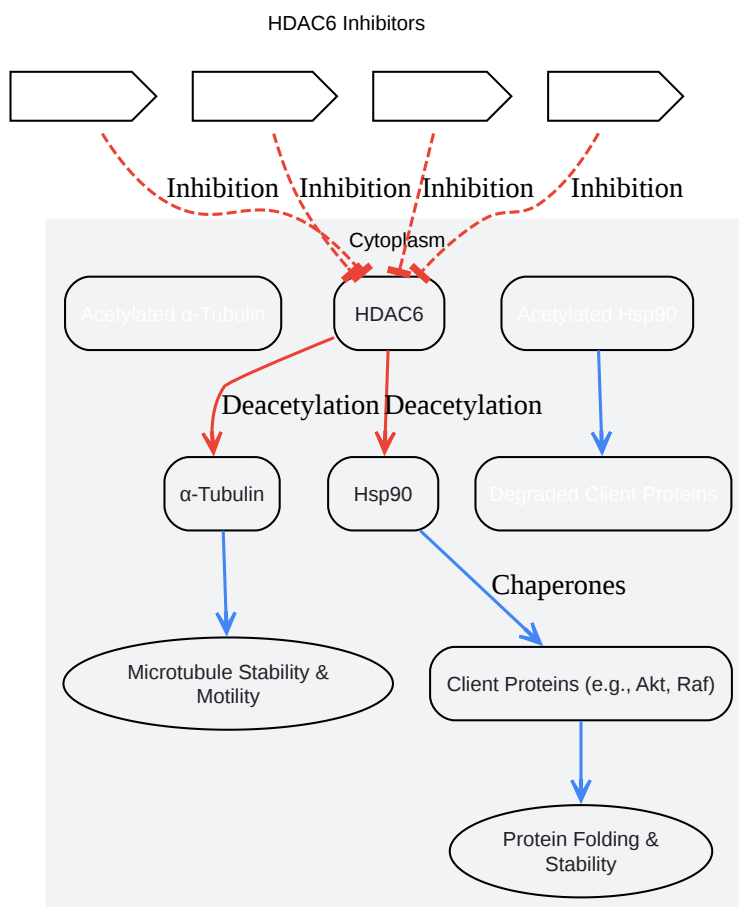 HDAC6 Inhibitors
Inhibition
Inhibition
Inhibition
Inhibition
Cytoplasm
Acetylated α-Tubulin
HDAC6
Acetylated Hsp90
Deacetylation
Deacetylation
α-Tubulin
Hsp90
Degraded Client Proteins
Chaperones
Microtubule Stability &
Motility
Client Proteins (e.g., Akt, Raf)
Protein Folding &
Stability